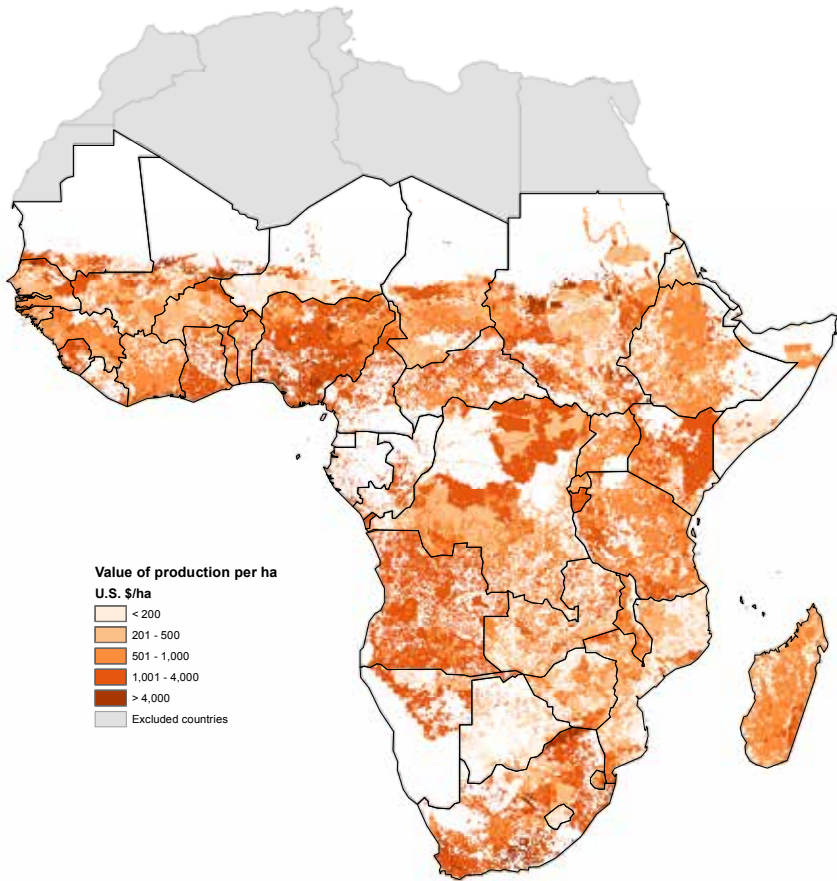 Value of production per ha
U.S. $/ha
< 200
201 - 500
501 - 1,000
1,001 - 4,000
> 4,000
Excluded countries